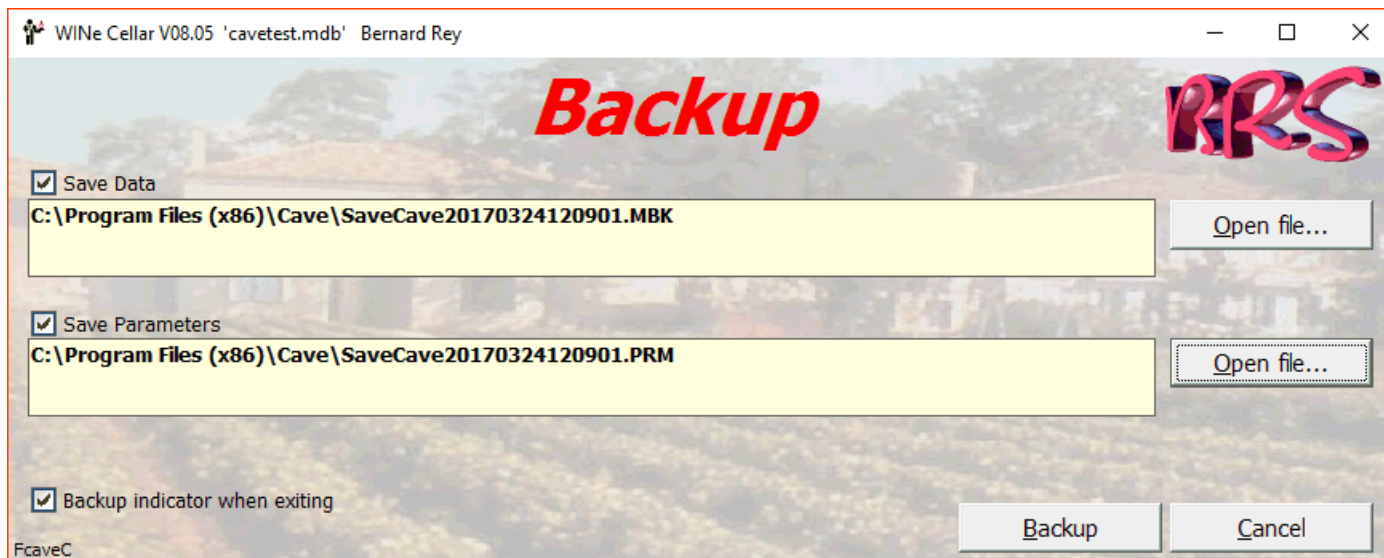 WINe Cellar V08.05 'cavetest.mdb' Bernard Rey
Backup
RRS
Save Data
C:\Program Files (x86)\Cave\SaveCave20170324120901.MBK
Open file...
Save Parameters
C:\Program Files (x86)\Cave\SaveCave20170324120901.PRM
Open file...
Backup indicator when exiting
Backup
Cancel
FcaveC